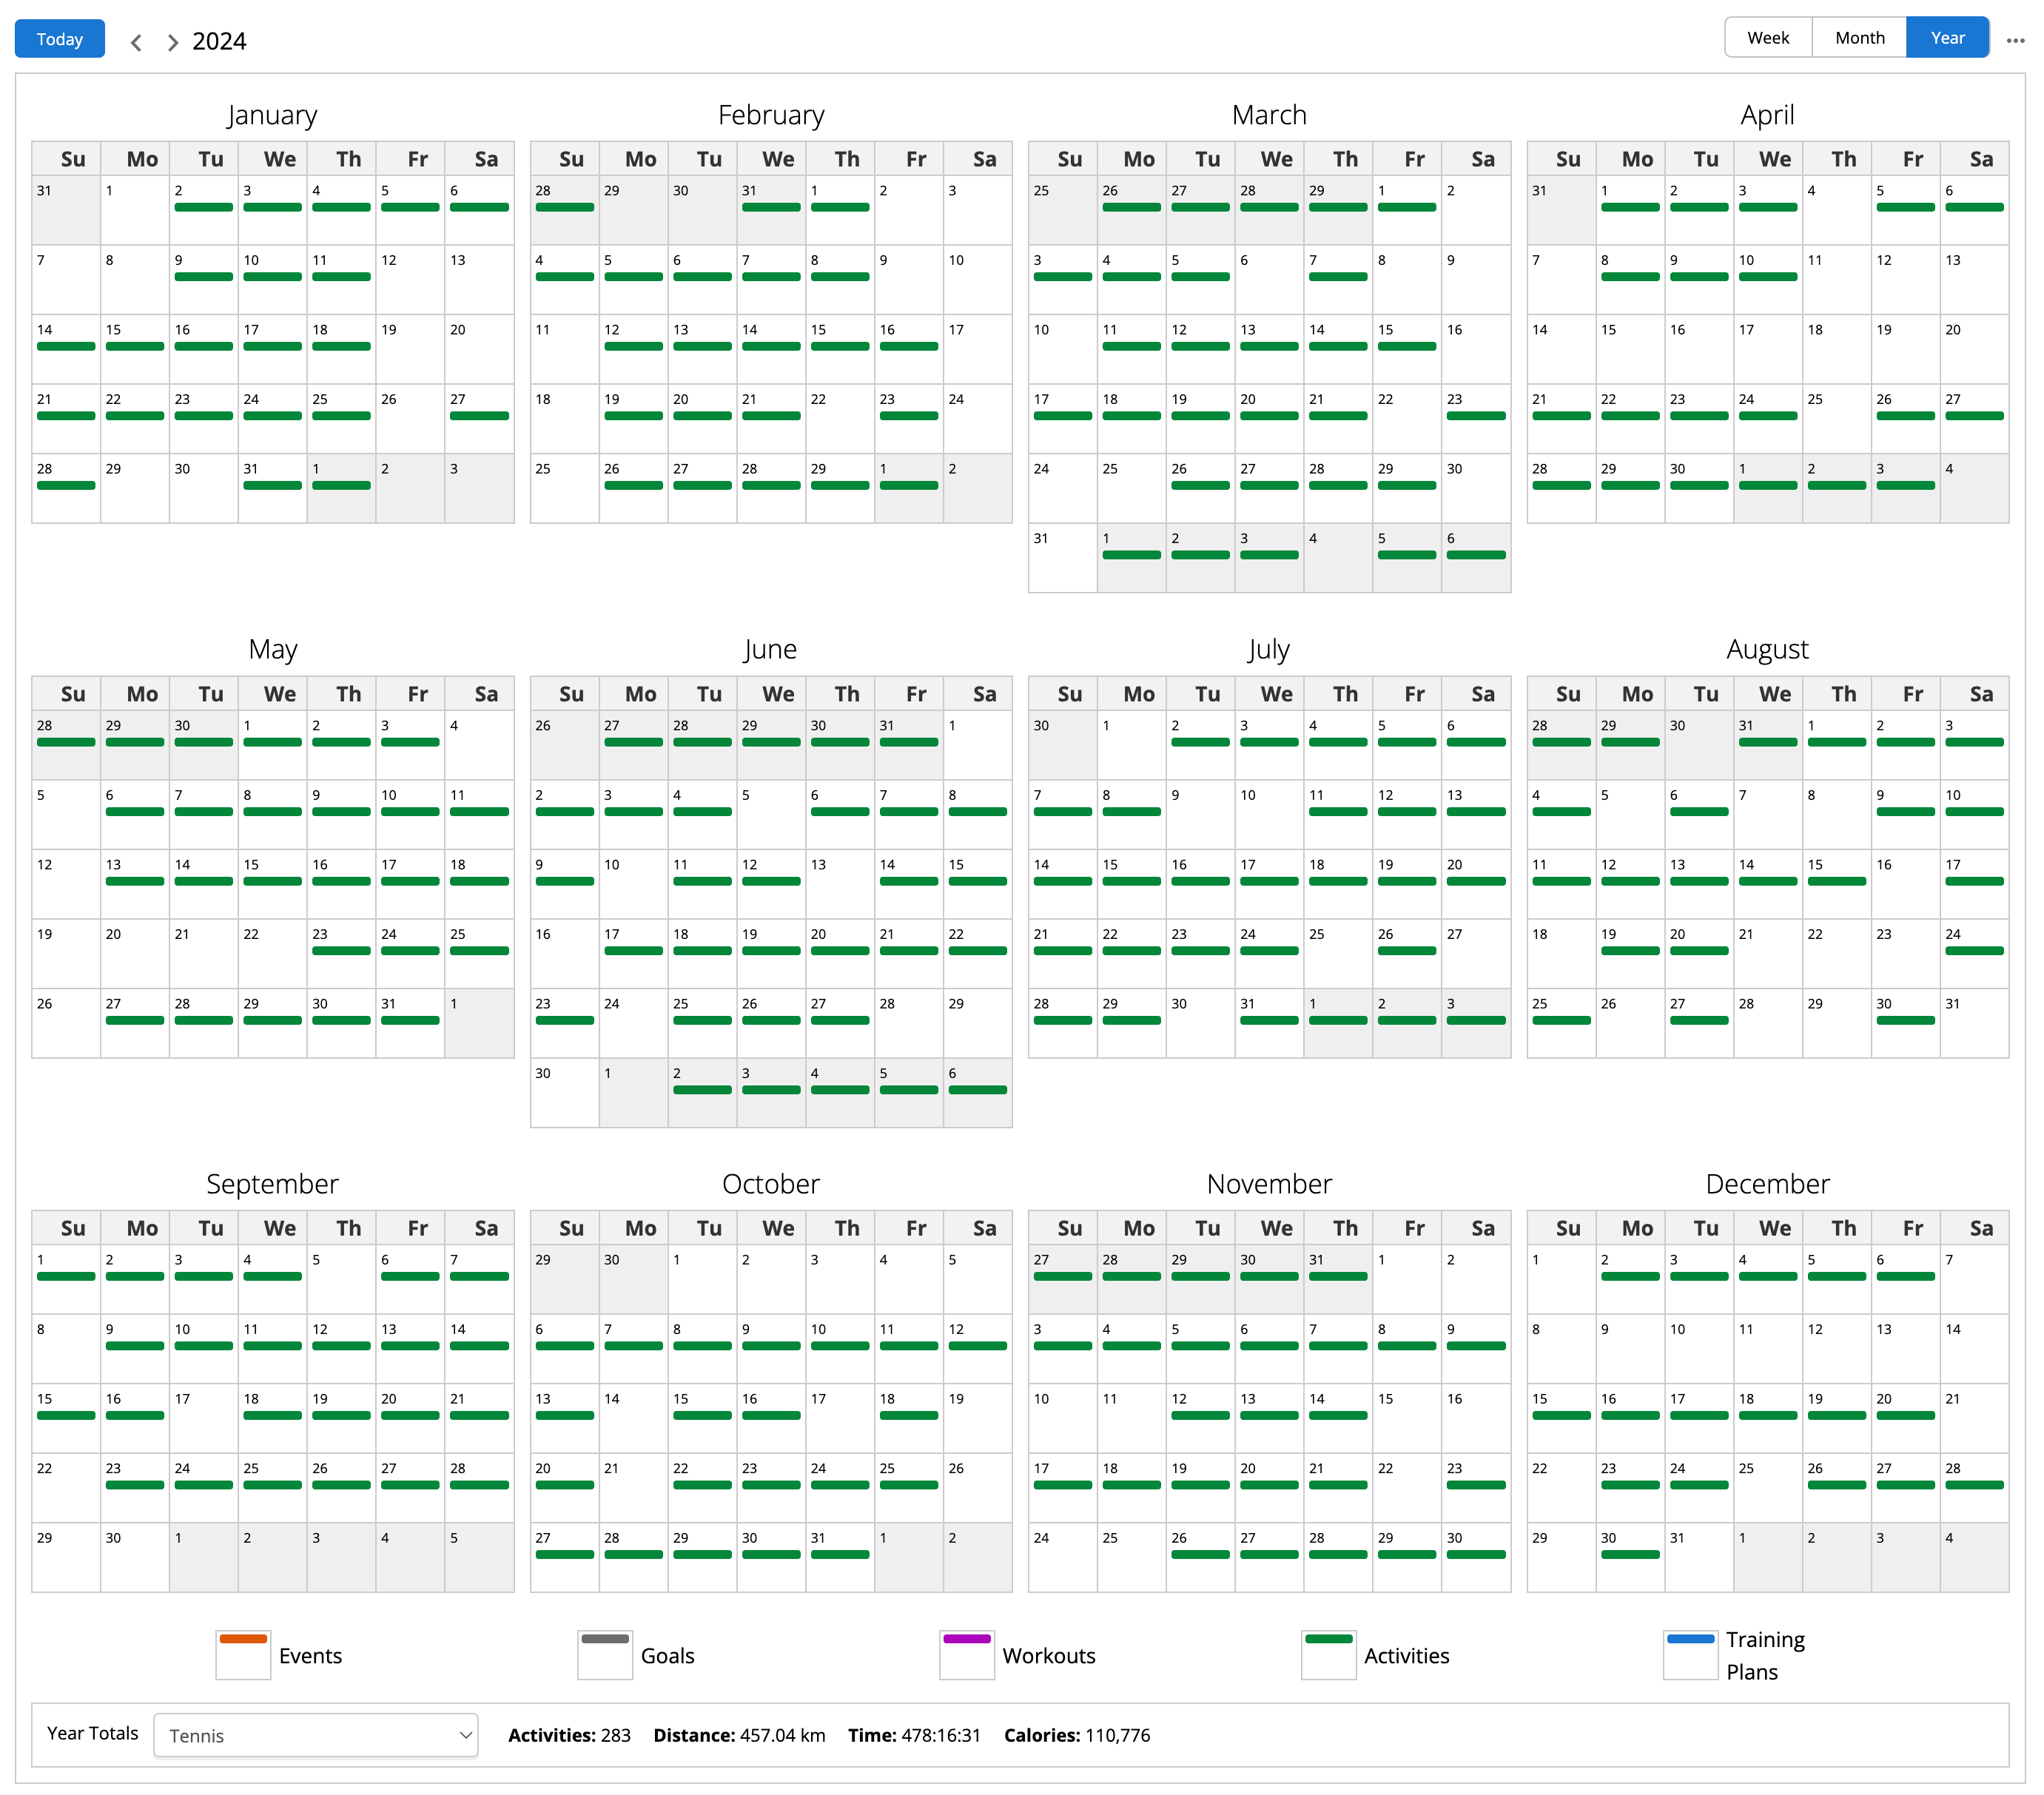 Today 2024 Week Month Year
January February March April
Su Mo Tu We Th Fr Sa Su Mo Tu We Th Fr Sa Su Mo Tu We Th Fr Sa Su Mo Tu We Th Fr Sa
31 1 2 3 4 5 6 28 29 30 31 1 2 3 25 26 27 28 29 1 2 31 1 2 3 4 5 6
7 8 9 10 11 12 13 4 5 6 7 8 9 10 3 4 5 6 7 8 9 7 8 9 10 11 12 13
14 15 16 17 18 19 20 11 12 13 14 15 16 17 10 11 12 13 14 15 16 14 15 16 17 18 19 20
21 22 23 24 25 26 27 18 19 20 21 22 23 24 17 18 19 20 21 22 23 21 22 23 24 25 26 27
28 29 30 31 1 2 3 25 26 27 28 29 1 2 24 25 26 27 28 29 30 28 29 30 1 2 3 4
31 1 2 3 4 5 6
May June July August
Su Mo Tu We Th Fr Sa Su Mo Tu We Th Fr Sa Su Mo Tu We Th Fr Sa Su Mo Tu We Th Fr Sa
28 29 30 1 2 3 4 26 27 28 29 30 31 1 30 1 2 3 4 5 6 28 29 30 31 1 2 3
5 6 7 8 9 10 11 2 3 4 5 6 7 8 7 8 9 10 11 12 13 4 5 6 7 8 9 10
12 13 14 15 16 17 18 9 10 11 12 13 14 15 14 15 16 17 18 19 20 11 12 13 14 15 16 17
19 20 21 22 23 24 25 16 17 18 19 20 21 22 21 22 23 24 25 26 27 18 19 20 21 22 23 24
26 27 28 29 30 31 1 23 24 25 26 27 28 29 28 29 30 31 1 2 3 25 26 27 28 29 30 31
30 1 2 3 4 5 6
September October November December
Su Mo Tu We Th Fr Sa Su Mo Tu We Th Fr Sa Su Mo Tu We Th Fr Sa Su Mo Tu We Th Fr Sa
1 2 3 4 5 6 7 29 30 1 2 3 4 5 27 28 29 30 31 1 2 1 2 3 4 5 6 7
8 9 10 11 12 13 14 6 7 8 9 10 11 12 3 4 5 6 7 8 9 8 9 10 11 12 13 14
15 16 17 18 19 20 21 13 14 15 16 17 18 19 10 11 12 13 14 15 16 15 16 17 18 19 20 21
22 23 24 25 26 27 28 20 21 22 23 24 25 26 17 18 19 20 21 22 23 22 23 24 25 26 27 28
29 30 1 2 3 4 5 27 28 29 30 31 1 2 24 25 26 27 28 29 30 29 30 31 1 2 3 4
Events Goals Workouts Activities Training
Plans
Year Totals Tennis Activities: 283 Distance: 457.04 km Time: 478:16:31 Calories: 110,776